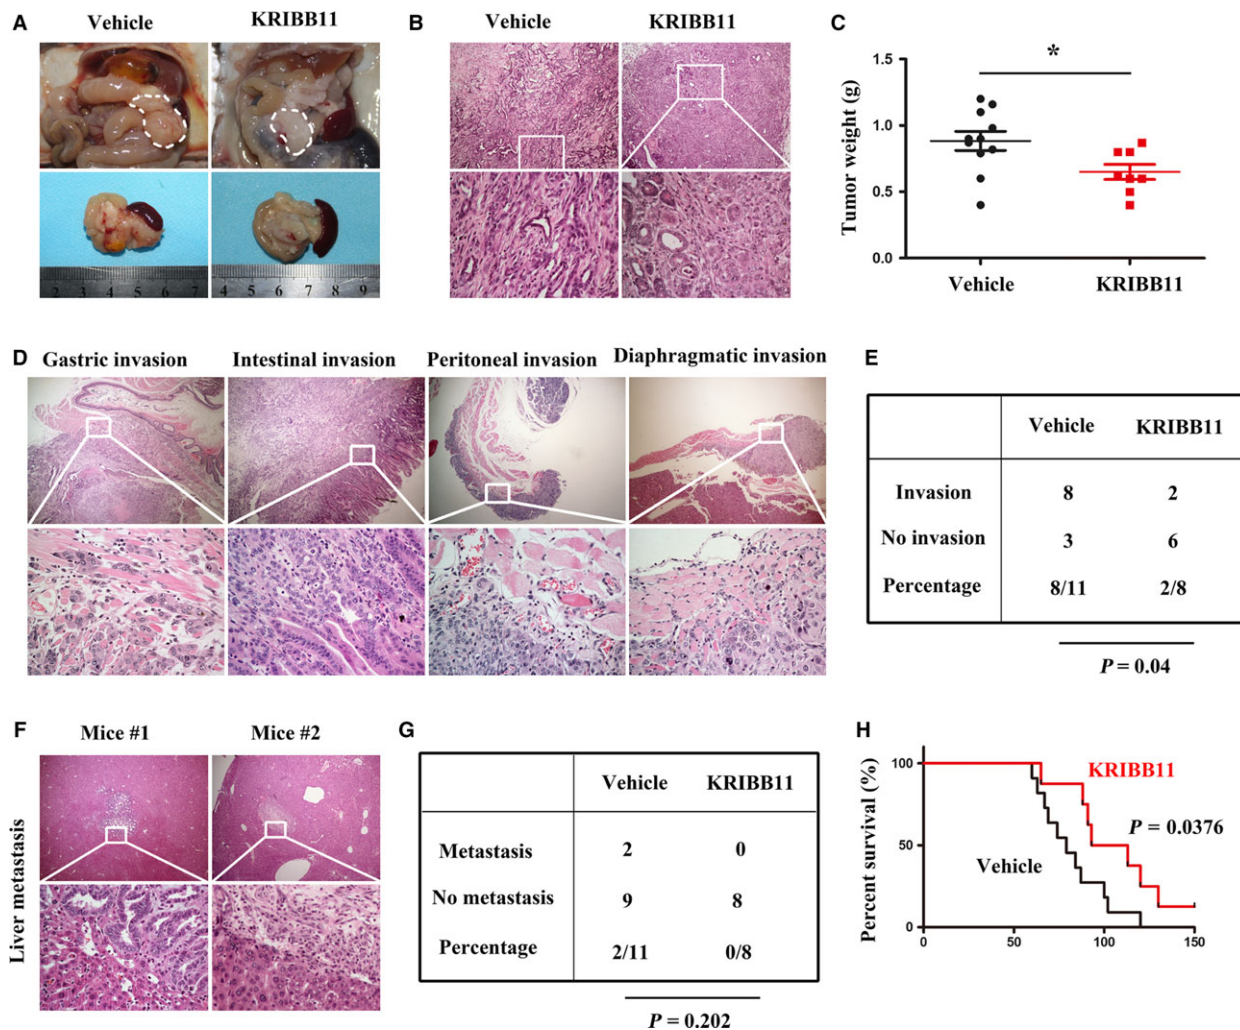 A
Vehicle
KRIBB11
2 3 4 5 6 7
4 5 6 7 8 9
B
Vehicle
KRIBB11
C
*
Tumor weight (g)
1.5
1.0
0.5
0.0
Vehicle
KRIBB11
D
Gastric invasion
Intestinal invasion
Peritoneal invasion
Diaphragmatic invasion
E
Vehicle KRIBB11
Invasion 8 2
No invasion 3 6
Percentage 8/11 2/8
P = 0.04
F
Mice #1
Mice #2
Liver metastasis
G
Vehicle KRIBB11
Metastasis 2 0
No metastasis 9 8
Percentage 2/11 0/8
P = 0.202
H
Percent survival (%)
100
50
0
KRIBB11
P = 0.0376
Vehicle
0 50 100 150